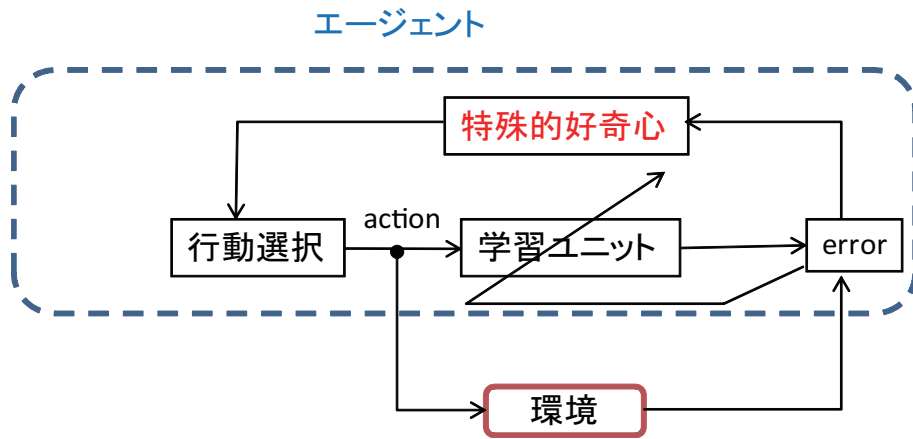 エージェント
特殊的好奇心
action
行動選択
学習ユニット
error
環境